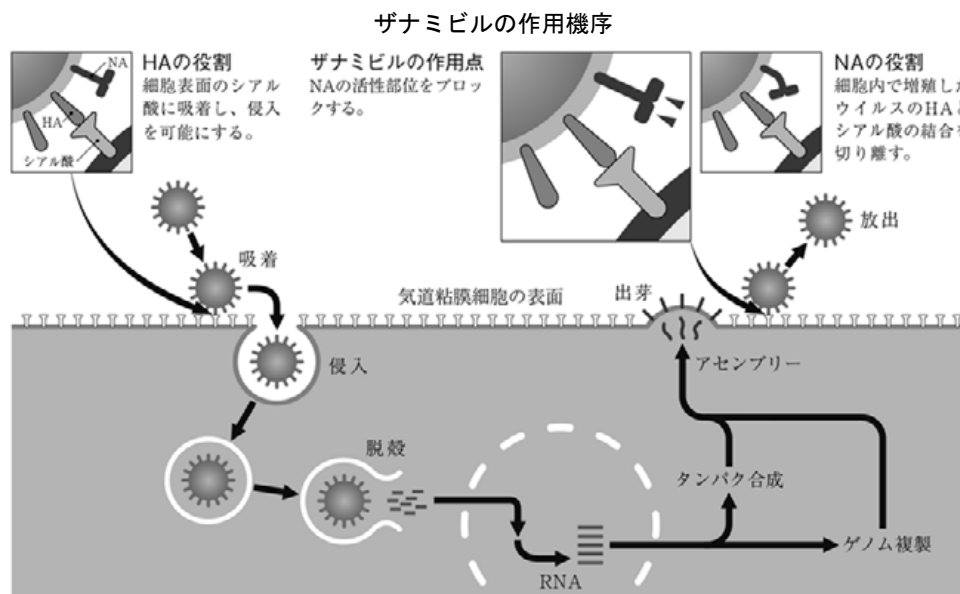 ザナミビルの作用機序
HAの役割
細胞表面のシアル
酸に吸着し、侵入
を可能にする。
NA
HA
シアル酸
ザナミビルの作用点
NAの活性部位をブロッ
クする。
NAの役割
細胞内で増殖した
ウイルスのHAと
シアル酸の結合を
切り離す。
吸着
放出
気道粘膜細胞の表面
出芽
侵入
アセンブリー
脱殻
タンパク合成
ゲノム複製
RNA